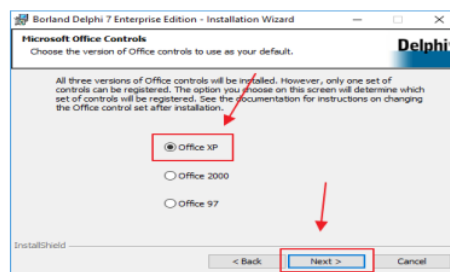 Borland Delphi 7 Enterprise Edition - Installation Wizard
Microsoft Office Controls
Choose the version of Office controls to use as your default.
Delphi
All three versions of Office controls will be installed. However, only one set of
controls can be registered. The option you choose on this screen will determine which
set of controls will be registered. See the documentation for instructions on changing
the Office control set after installation.
Office XP
Office 2000
Office 97
InstallShield
< Back
Next >
Cancel